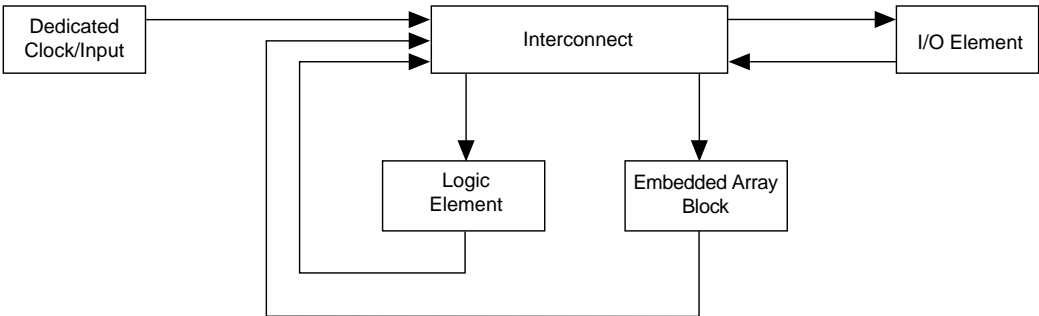 Dedicated
Clock/Input
Interconnect
I/O Element
Logic
Element
Embedded Array
Block